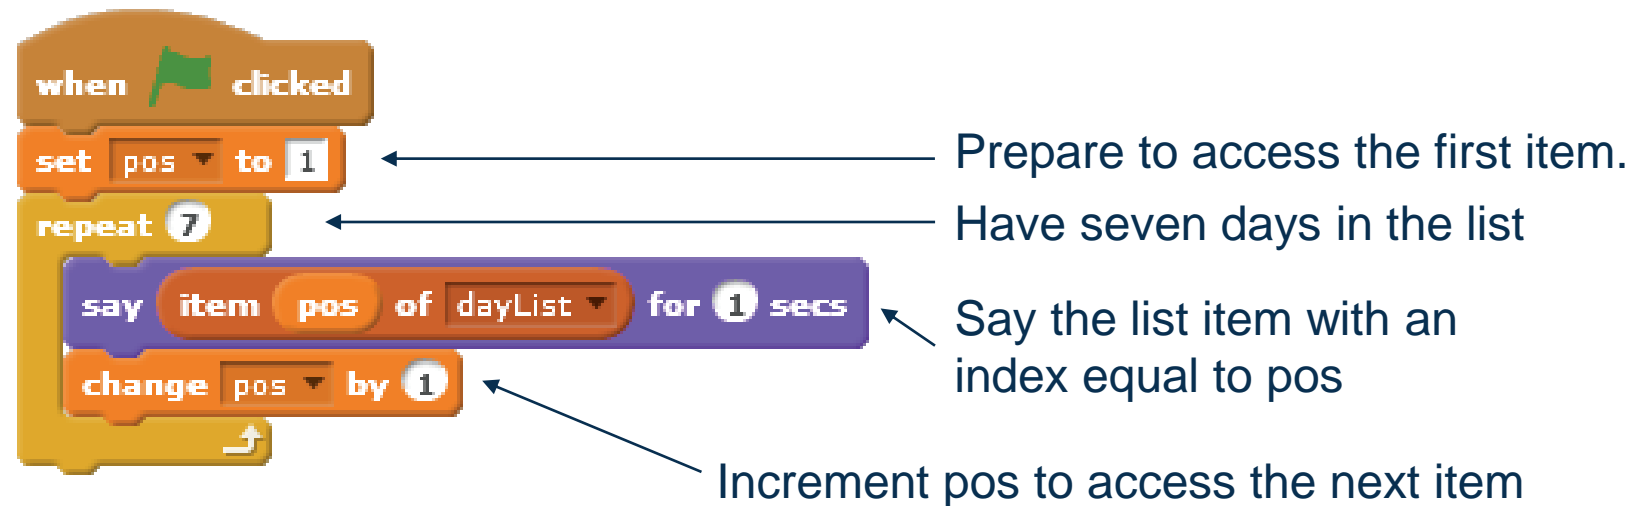 when clicked
set pos to 1
Prepare to access the first item.
repeat 7
Have seven days in the list
say item pos of dayList for 1 secs
Say the list item with an
index equal to pos
change pos by 1
Increment pos to access the next item